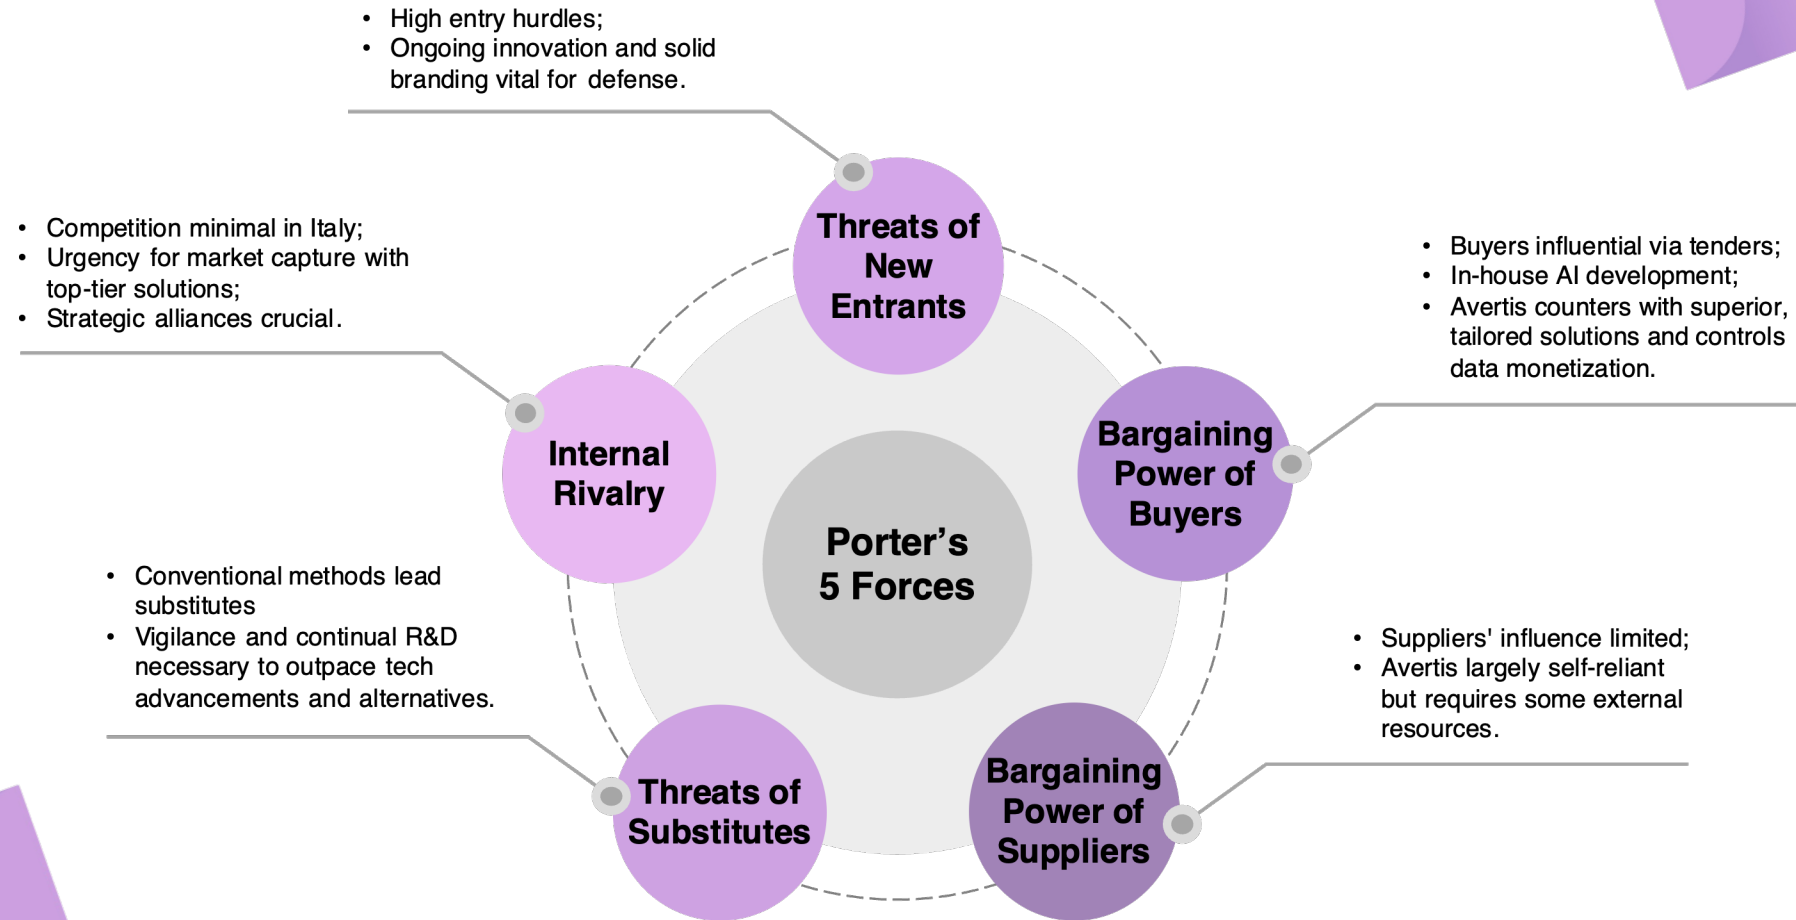 • High entry hurdles;
• Ongoing innovation and solid
branding vital for defense.
• Competition minimal in Italy;
• Urgency for market capture with
top-tier solutions;
• Strategic alliances crucial.
Threats of
New
Entrants
• Buyers influential via tenders;
• In-house AI development;
• Avertis counters with superior,
tailored solutions and controls
data monetization.
Internal
Rivalry
Bargaining
Power of
Buyers
Porter’s
5 Forces
• Conventional methods lead
substitutes
• Vigilance and continual R&D
necessary to outpace tech
advancements and alternatives.
• Suppliers' influence limited;
• Avertis largely self-reliant
but requires some external
resources.
Threats of
Substitutes
Bargaining
Power of
Suppliers